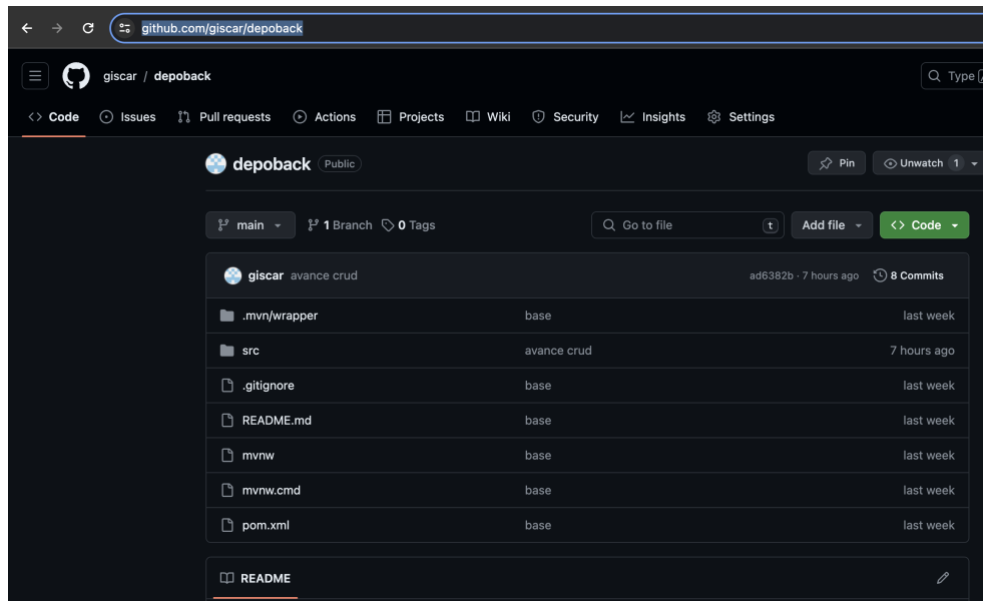 github.com/giscar/depoback
giscar / depoback
Type
Code Issues Pull requests Actions Projects Wiki Security Insights Settings
depoback Public Pin Unwatch 1
main 1 Branch 0 Tags Go to file t Add file Code
giscar avance crud ad6382b · 7 hours ago 8 Commits
.mvn/wrapper base last week
src avance crud 7 hours ago
.gitignore base last week
README.md base last week
mvnw base last week
mvnw.cmd base last week
pom.xml base last week
README